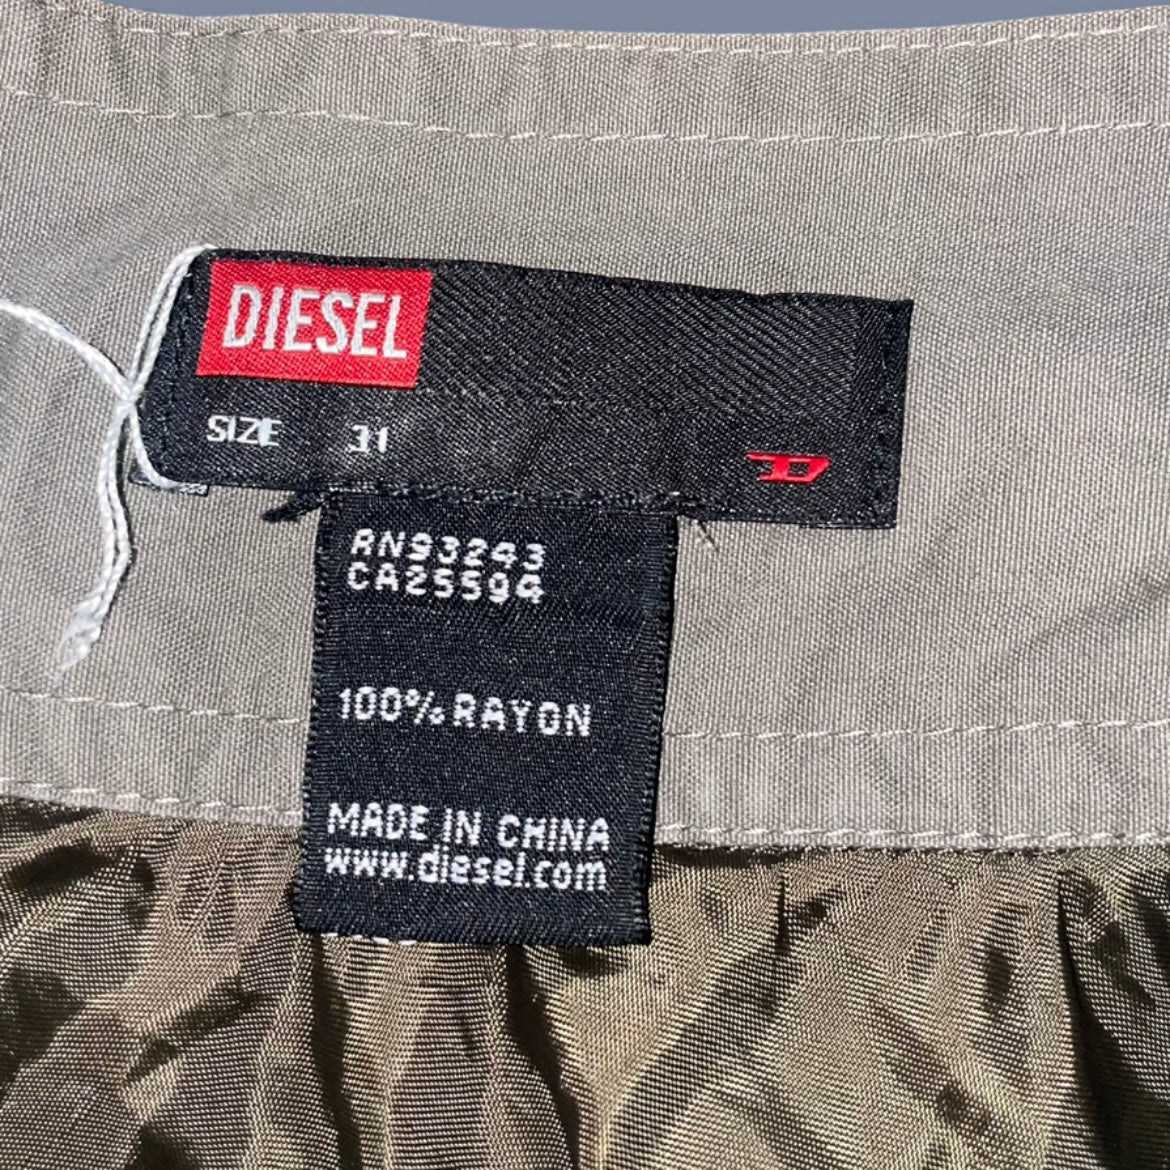 DIESEL
SIZE 31
D
RN93243
CA25594
100% RAYON
MADE IN CHINA
www.diesel.com